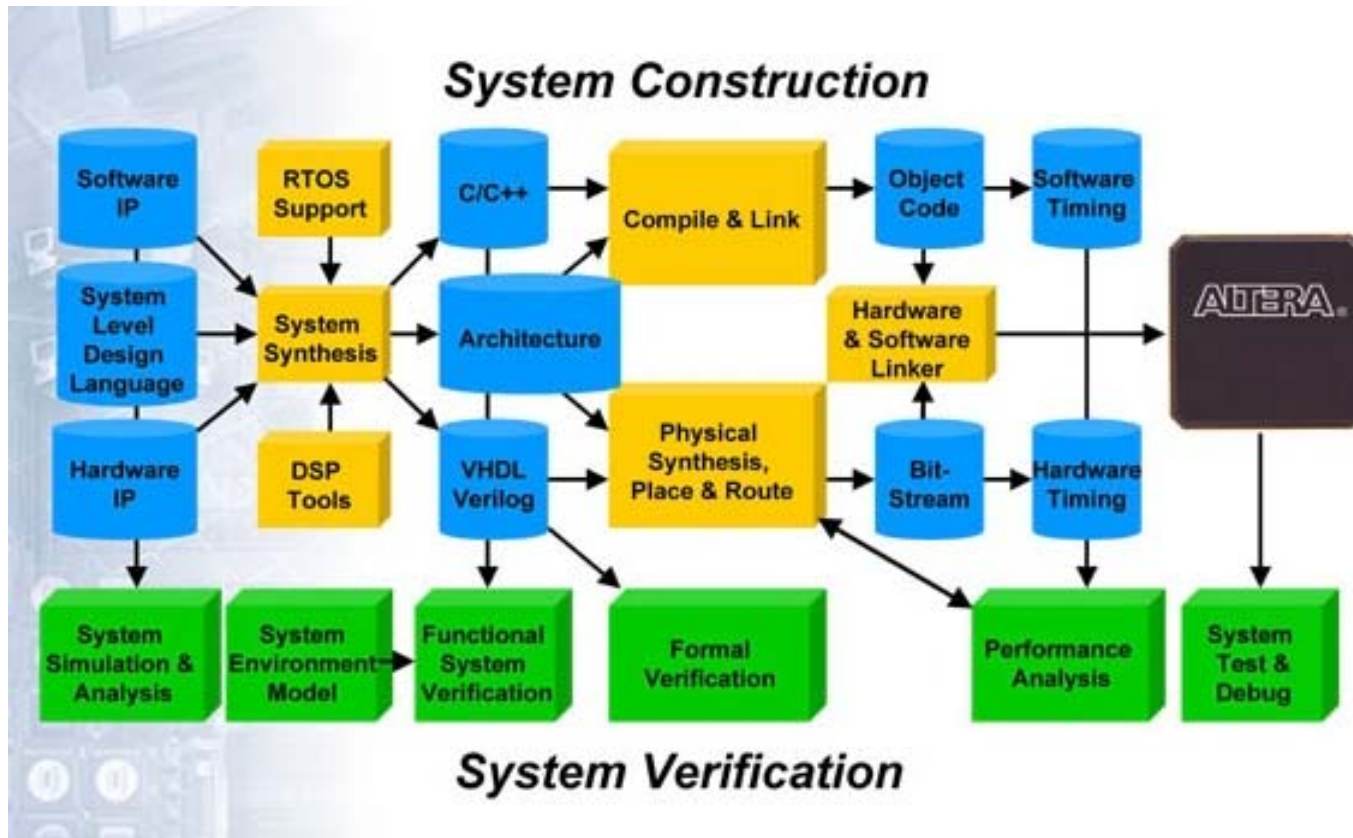 System Construction
Software
IP
RTOS
Support
C/C++
Compile & Link
Object
Code
Software
Timing
System
Level
Design
Language
System
Synthesis
Architecture
Hardware
& Software
Linker
ALTERA®
Hardware
IP
DSP
Tools
VHDL
Verilog
Physical
Synthesis,
Place & Route
Bit-
Stream
Hardware
Timing
System
Simulation &
Analysis
System
Environment
Model
Functional
System
Verification
Formal
Verification
Performance
Analysis
System
Test &
Debug
System Verification